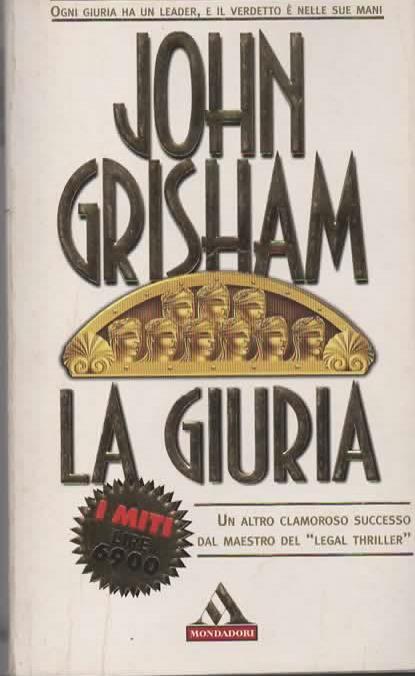 OGNI GIURIA HA UN LEADER, E IL VERDETTO È NELLE SUE MANI
JOHN
GRISHAM
LA GIURIA
I MITI
LIRE
6900
UN ALTRO CLAMOROSO SUCCESSO
DAL MAESTRO DEL "LEGAL THRILLER"
MONDADORI